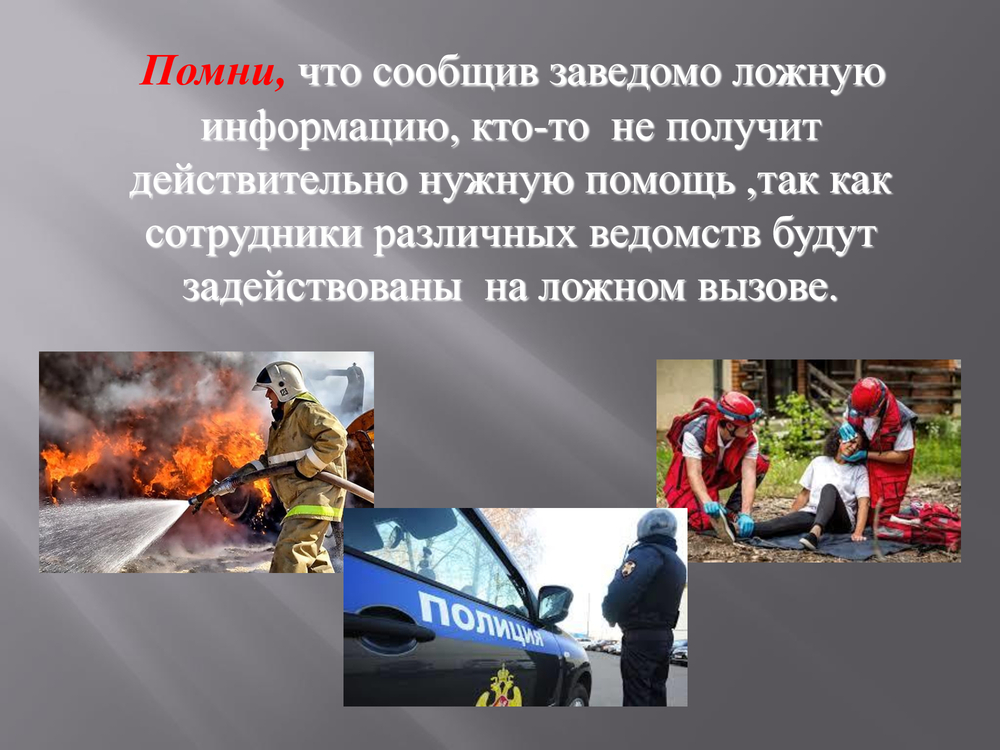 Помни, что сообщив заведомо ложную
информацию, кто-то  не получит
действительно нужную помощь ,так как
сотрудники различных ведомств будут
задействованы  на ложном вызове.
ПОЛИЦИЯ